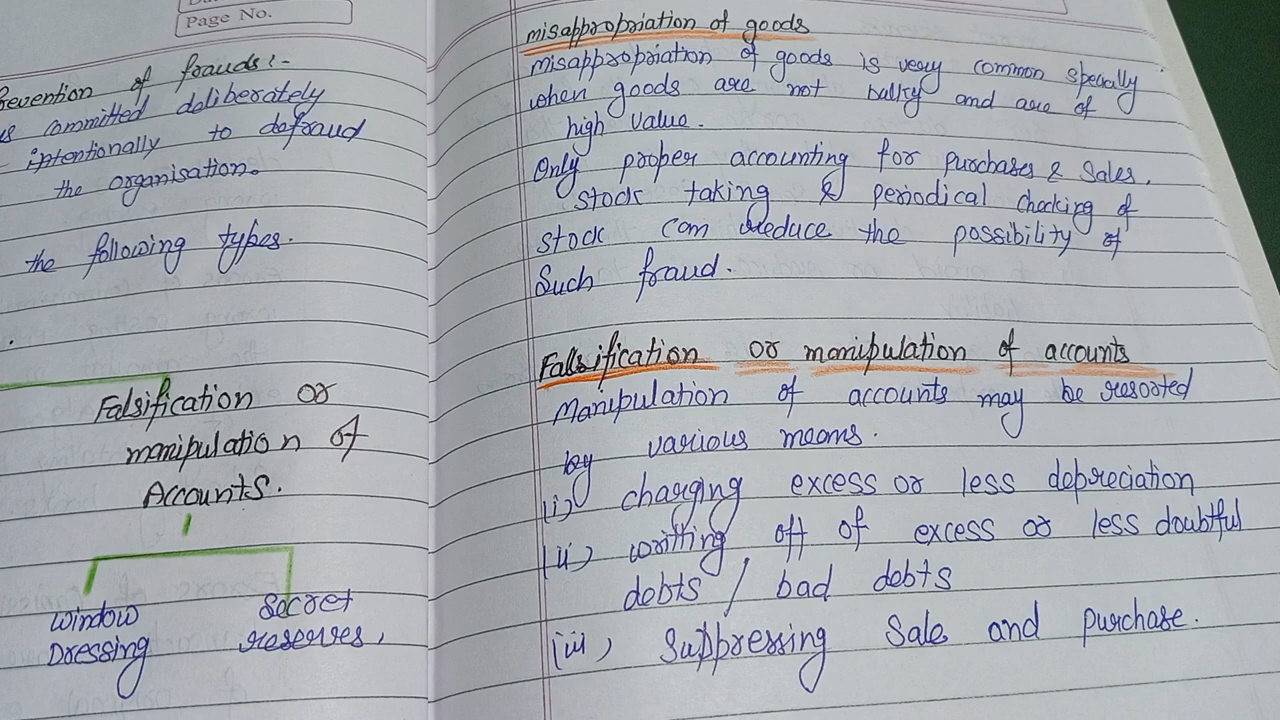 Page No.
revention of frauds :-
is committed deliberately
intentionally to defraud
the organisation.
the following types.
Falsification or
manipulation of
Accounts.
window
Dressing
secret
reserves,
misappropriation of goods
misappropriation of goods is very common specially
when goods are not bulky and are of
high value.
Only proper accounting for purchases & Sales,
stock taking & periodical checking of
stock can reduce the possibility of
Such fraud.
Falsification or manipulation of accounts
Manipulation of accounts may be resorted
by various means.
(i) charging excess or less depreciation
(ii) writting off of excess or less doubtful
debts / bad debts
(iii) Suppressing Sale and purchase.